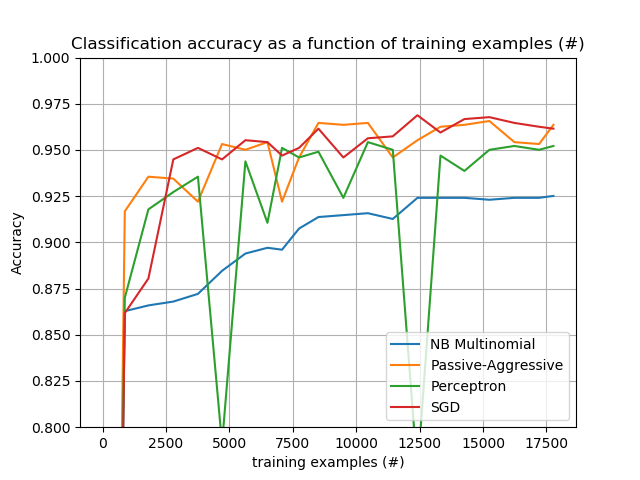 Classification accuracy as a function of training examples (#)
1.000
0.975
0.950
0.925
0.900
0.875
0.850
0.825
0.800
Accuracy
NB Multinomial
Passive-Aggressive
Perceptron
SGD
0 2500 5000 7500 10000 12500 15000 17500
training examples (#)